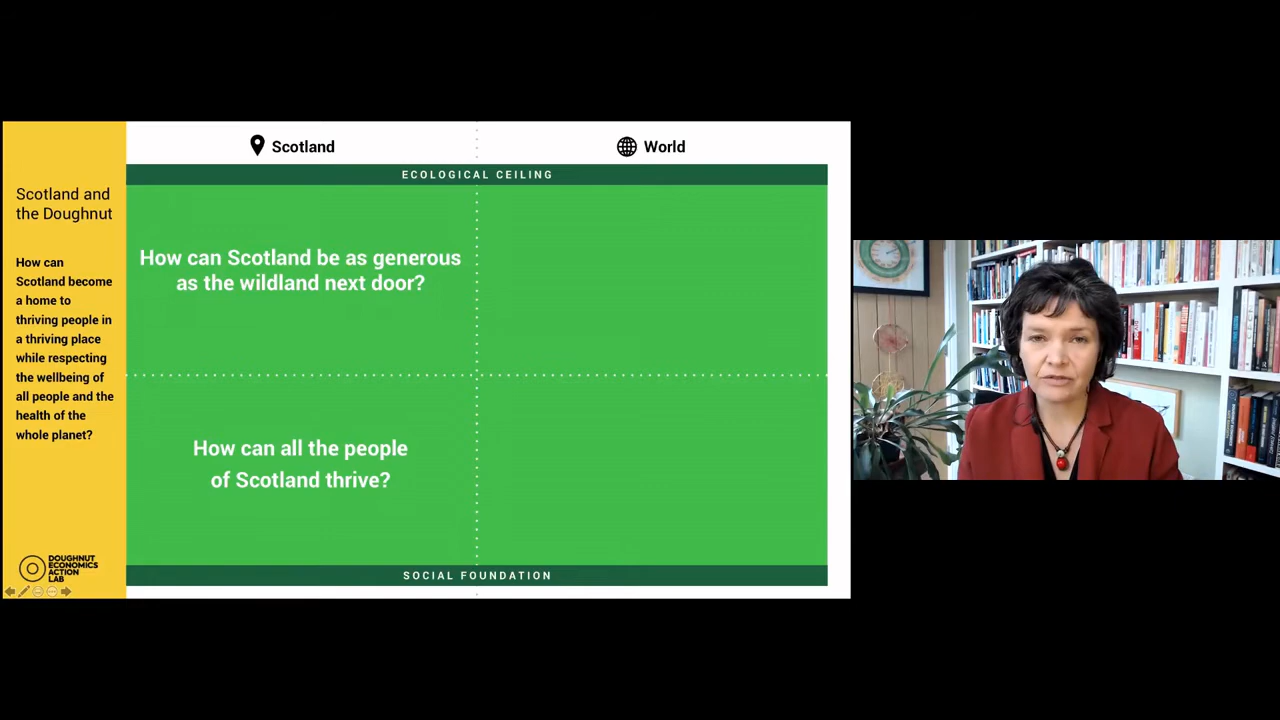 Scotland
World
ECOLOGICAL CEILING
Scotland and
the Doughnut
How can
Scotland become
a home to
thriving people in
a thriving place
while respecting
the wellbeing of
all people and the
health of the
whole planet?
How can Scotland be as generous
as the wildland next door?
How can all the people
of Scotland thrive?
DOUGHNUT
ECONOMICS
ACTION
LAB
SOCIAL FOUNDATION